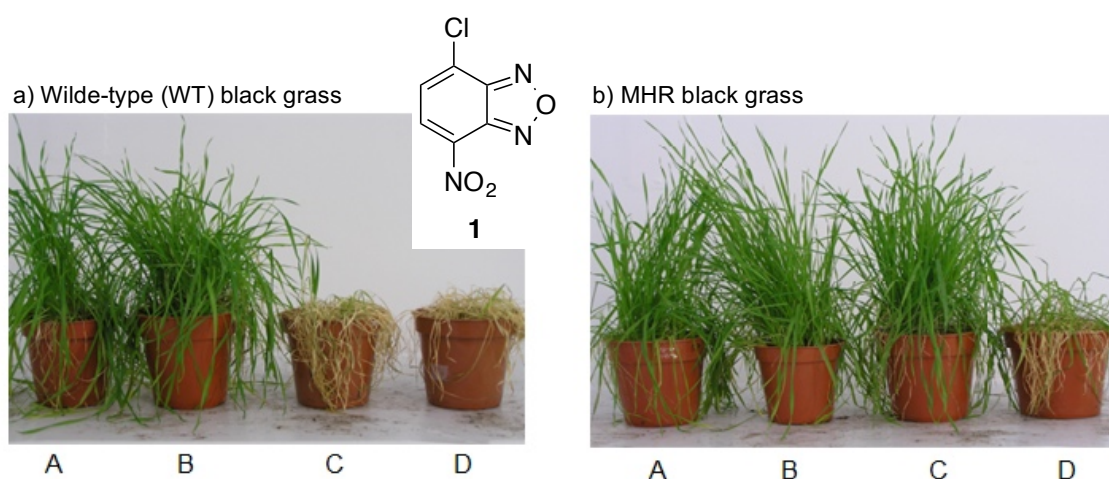 Cl
a) Wilde-type (WT) black grass
N
O
N
NO₂
1
b) MHR black grass
A B C D
A B C D